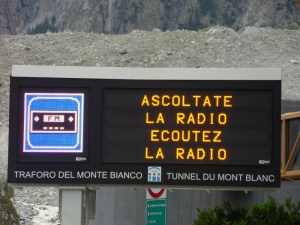 FM
ASCOLTATE
LA RADIO
ECOUTEZ
LA RADIO
TRAFORO DEL MONTE BIANCO
TUNNEL DU MONT BLANC